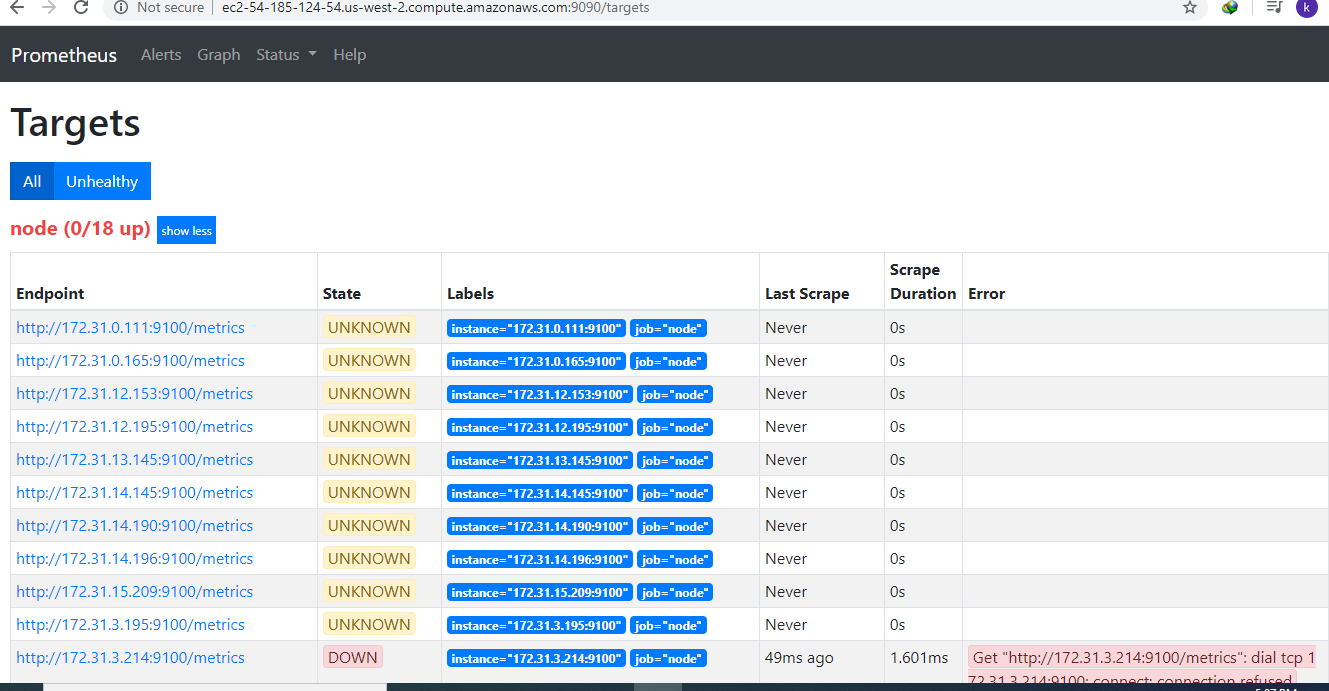 Not secure | ec2-54-185-124-54.us-west-2.compute.amazonaws.com:9090/targets k
Prometheus Alerts Graph Status Help
Targets
All Unhealthy
node (0/18 up) show less
Scrape
Endpoint State Labels Last Scrape Duration Error
http://172.31.0.111:9100/metrics UNKNOWN instance="172.31.0.111:9100" job="node" Never 0s
http://172.31.0.165:9100/metrics UNKNOWN instance="172.31.0.165:9100" job="node" Never 0s
http://172.31.12.153:9100/metrics UNKNOWN instance="172.31.12.153:9100" job="node" Never 0s
http://172.31.12.195:9100/metrics UNKNOWN instance="172.31.12.195:9100" job="node" Never 0s
http://172.31.13.145:9100/metrics UNKNOWN instance="172.31.13.145:9100" job="node" Never 0s
http://172.31.14.145:9100/metrics UNKNOWN instance="172.31.14.145:9100" job="node" Never 0s
http://172.31.14.190:9100/metrics UNKNOWN instance="172.31.14.190:9100" job="node" Never 0s
http://172.31.14.196:9100/metrics UNKNOWN instance="172.31.14.196:9100" job="node" Never 0s
http://172.31.15.209:9100/metrics UNKNOWN instance="172.31.15.209:9100" job="node" Never 0s
http://172.31.3.195:9100/metrics UNKNOWN instance="172.31.3.195:9100" job="node" Never 0s
http://172.31.3.214:9100/metrics DOWN instance="172.31.3.214:9100" job="node" 49ms ago 1.601ms Get "http://172.31.3.214:9100/metrics": dial tcp 1
72.31.3.214:9100: connect: connection refused